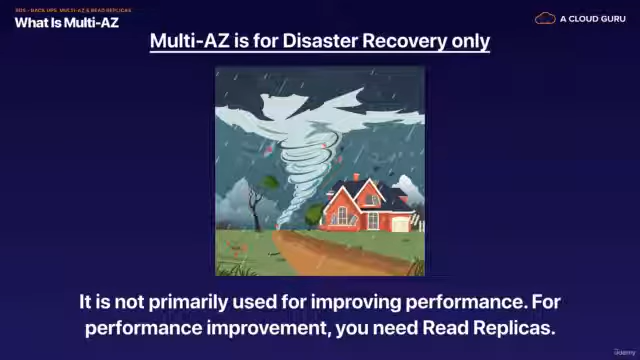 RDS - BACK UPS, MULTI-AZ & READ REPLICAS
What Is Multi-AZ
A CLOUD GURU
Multi-AZ is for Disaster Recovery only
It is not primarily used for improving performance. For
performance improvement, you need Read Replicas.
udemy